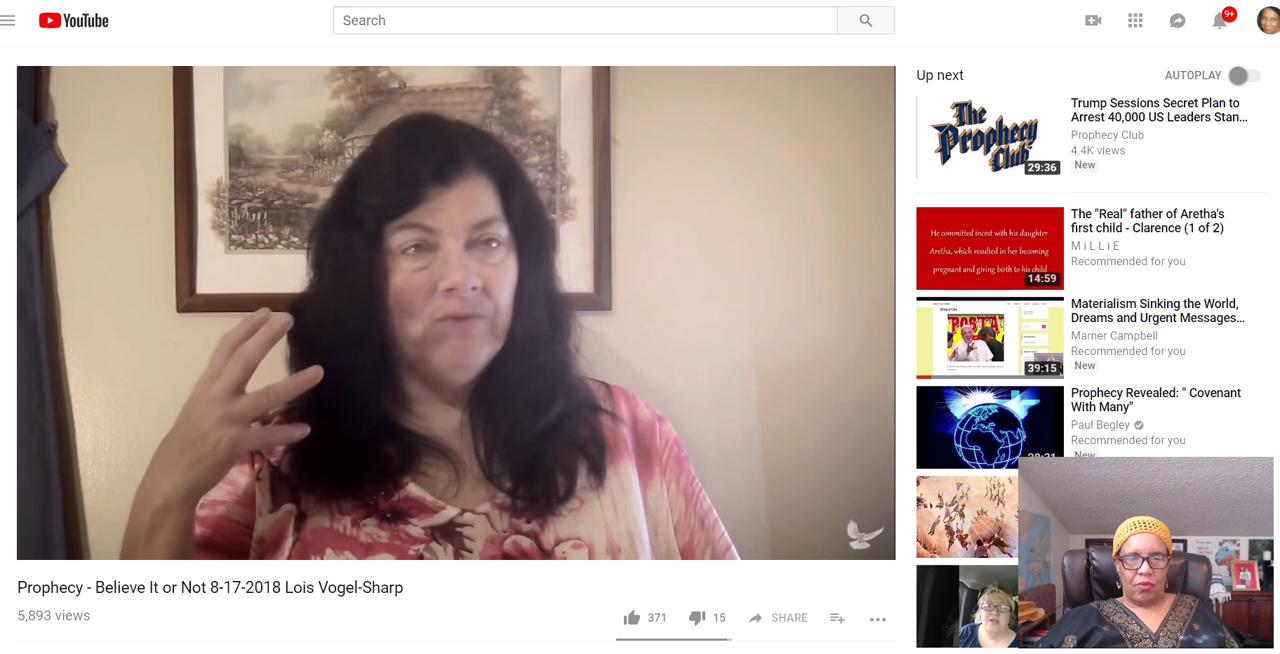 YouTube
Search
9+
Prophecy - Believe It or Not 8-17-2018 Lois Vogel-Sharp
5,893 views
371
15
SHARE
Up next
AUTOPLAY
The
Prophecy
Club
29:36
Trump Sessions Secret Plan to
Arrest 40,000 US Leaders Stan...
Prophecy Club
4.4K views
New
He committed incest with his daughter
Aretha, which resulted in her becoming
pregnant and giving birth to his child
14:59
The "Real" father of Aretha's
first child - Clarence (1 of 2)
M i L L i E
Recommended for you
39:15
Materialism Sinking the World,
Dreams and Urgent Messages...
Marner Campbell
Recommended for you
New
Prophecy Revealed: " Covenant
With Many"
Paul Begley
Recommended for you
New